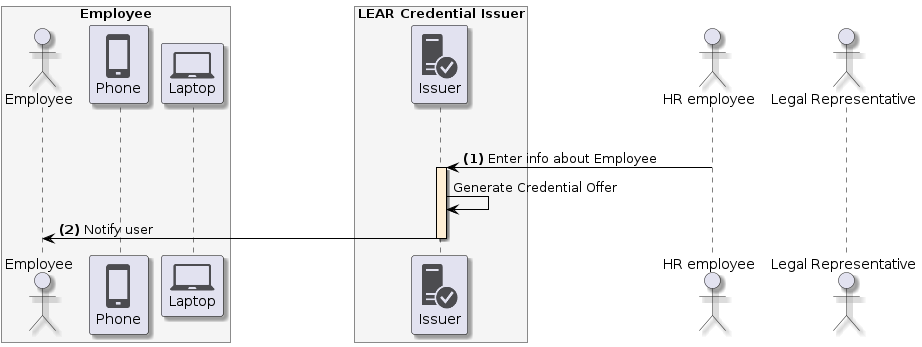 Employee
LEAR Credential Issuer
Employee
Phone
Laptop
Issuer
HR employee
Legal Representative
(1) Enter info about Employee
Generate Credential Offer
(2) Notify user
Employee
Phone
Laptop
Issuer
HR employee
Legal Representative